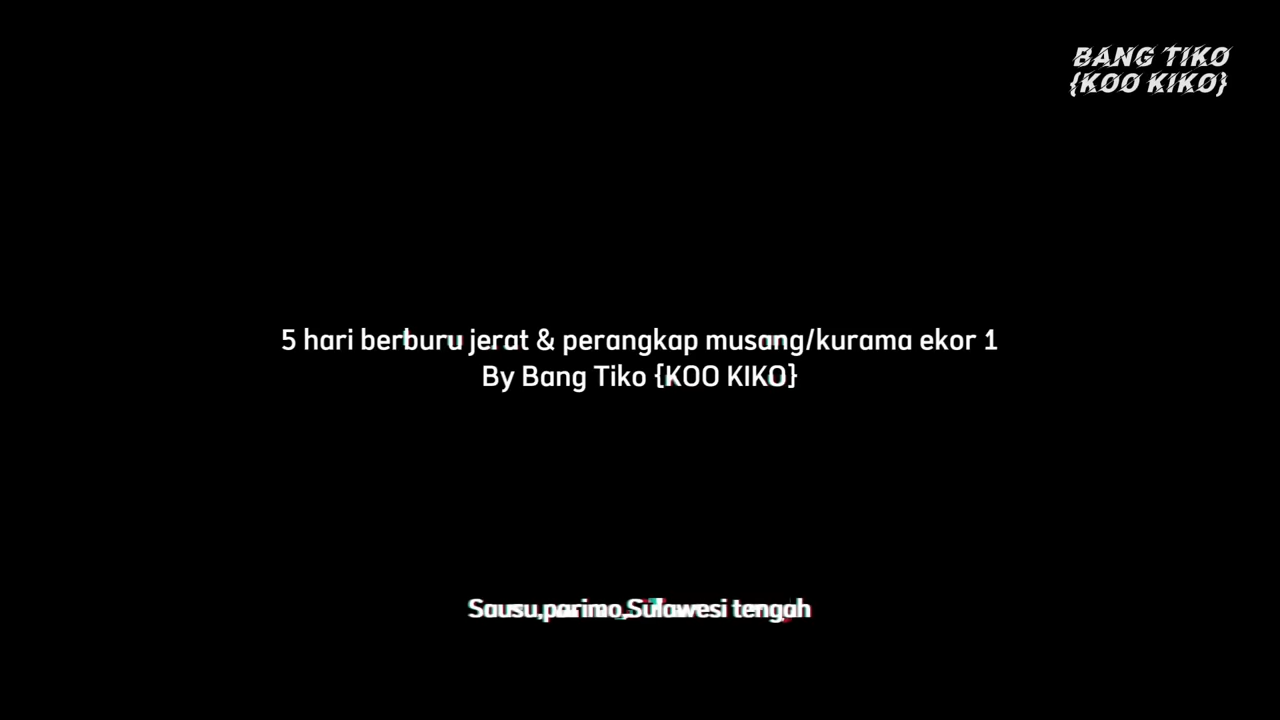 BANG TIKO
{KOO KIKO}
5 hari berburu jerat & perangkap musang/kurama ekor 1
By Bang Tiko {KOO KIKO}
Sausu,parimo,Sulawesi tengah